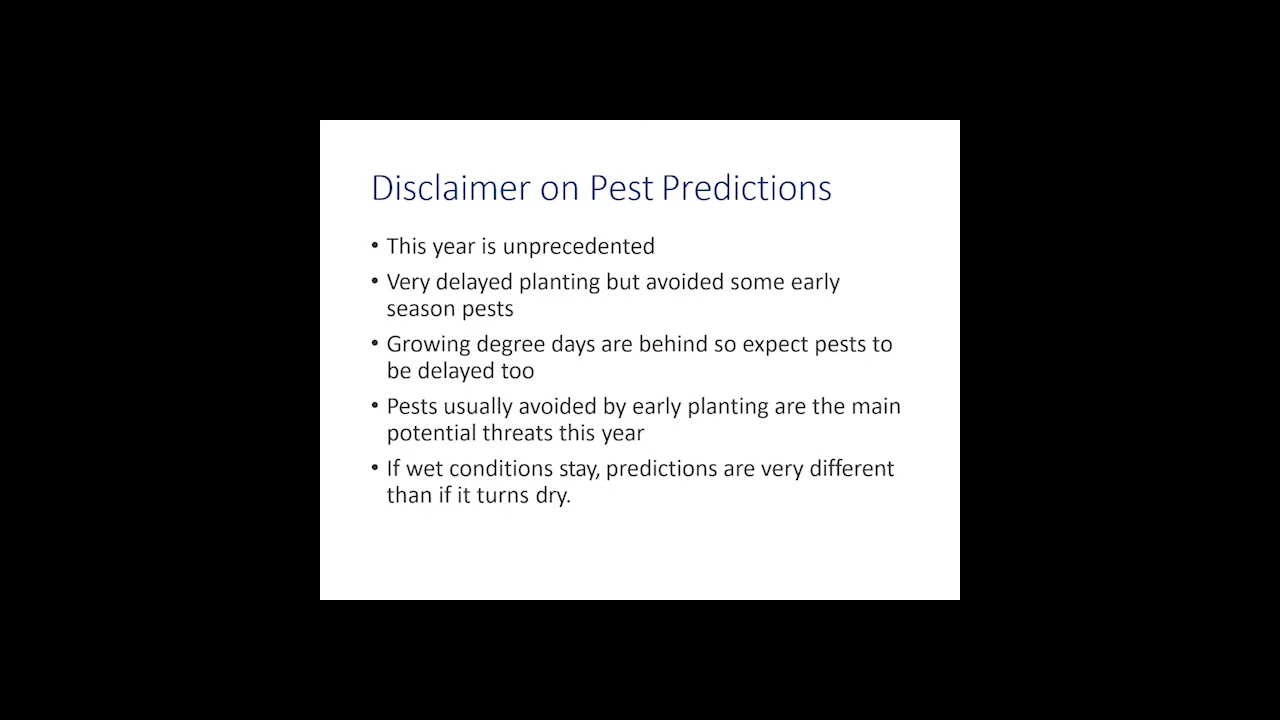 Disclaimer on Pest Predictions
• This year is unprecedented
• Very delayed planting but avoided some early
season pests
• Growing degree days are behind so expect pests to
be delayed too
• Pests usually avoided by early planting are the main
potential threats this year
• If wet conditions stay, predictions are very different
than if it turns dry.